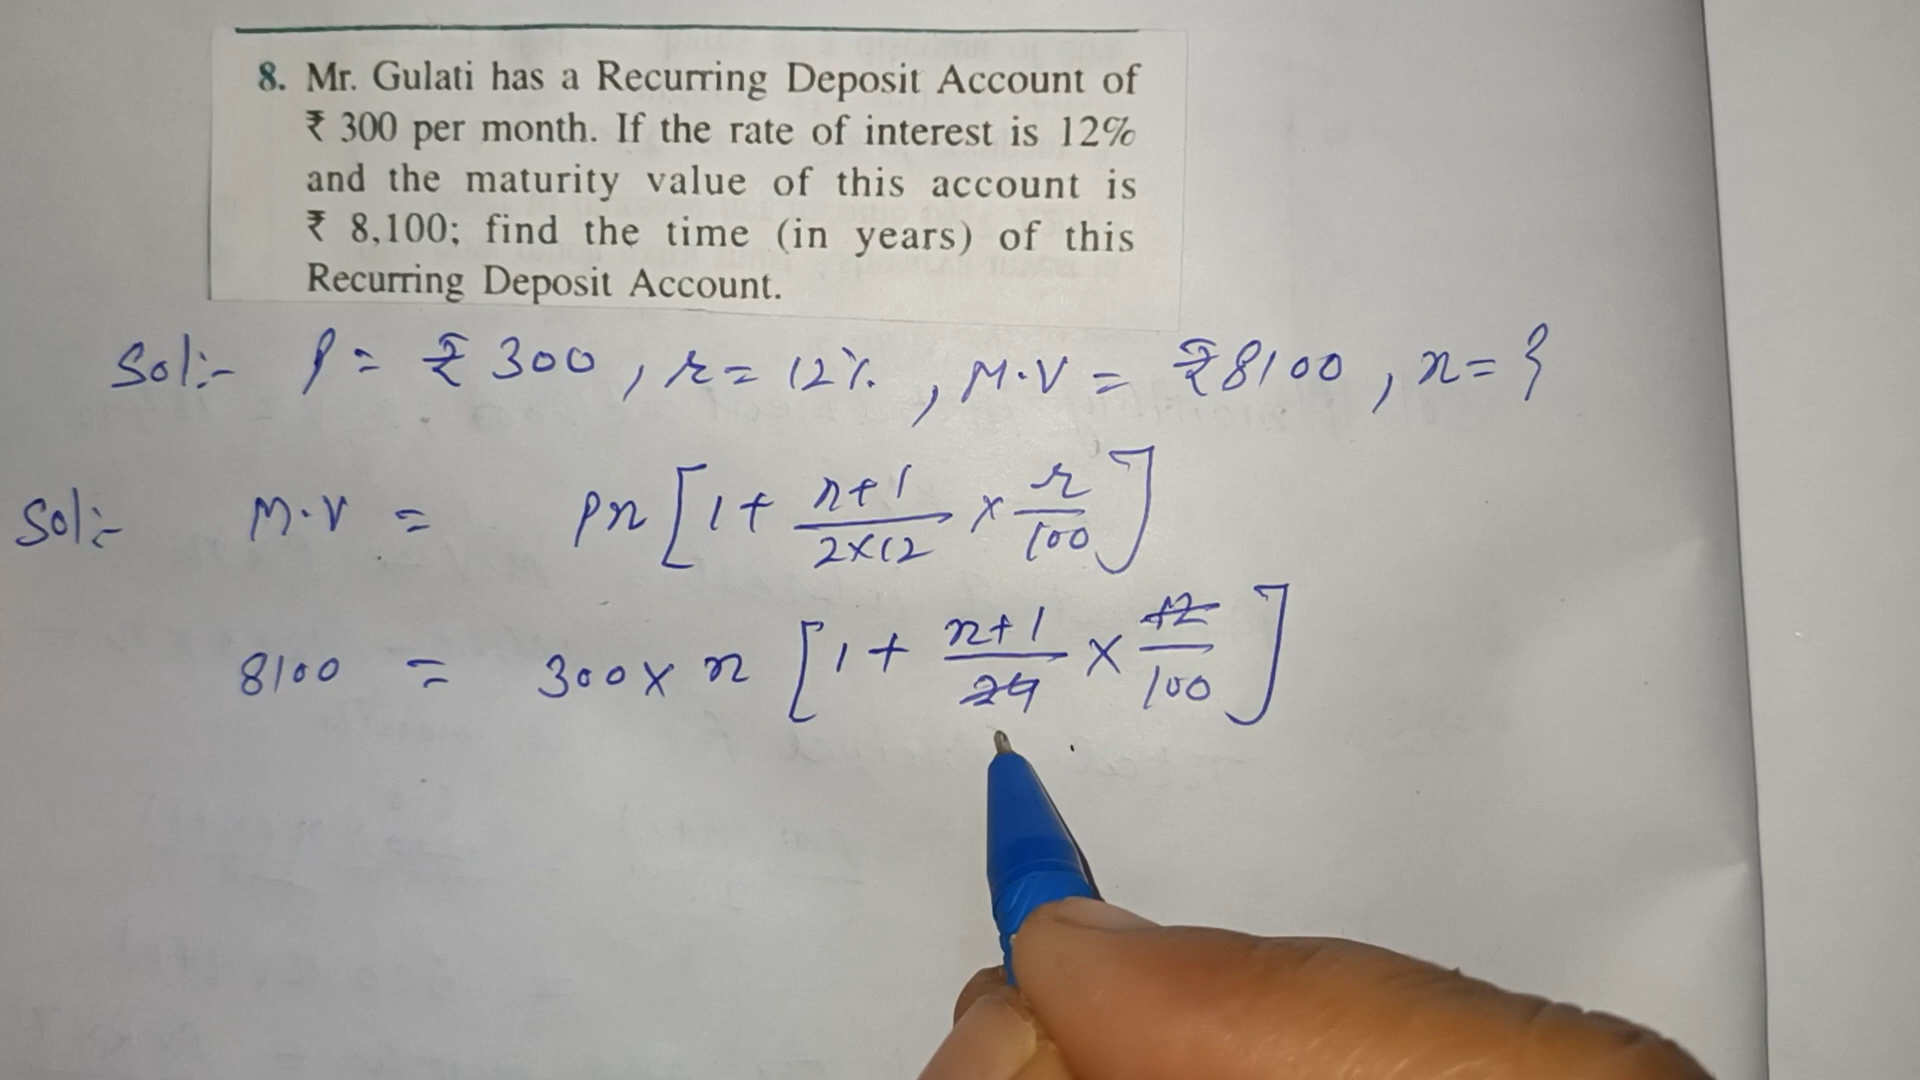 8. Mr. Gulati has a Recurring Deposit Account of
₹ 300 per month. If the rate of interest is 12%
and the maturity value of this account is
₹ 8,100; find the time (in years) of this
Recurring Deposit Account.
Sol:- P = ₹ 300, r = 12%, M.V = ₹8100, n = ?
Sol:- M.V = Pn [1 + n+1/2×12 × r/100]
8100 = 300 × n [1 + n+1/24 × 12/100]